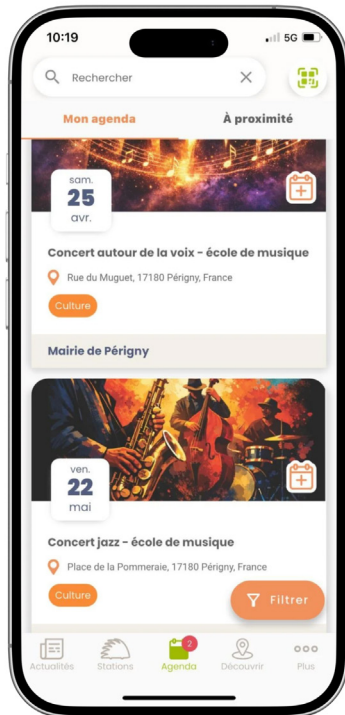 10:19
5G
Rechercher
Mon agenda
À proximité
sam.
25
avr.
Concert autour de la voix - école de musique
Rue du Muguet, 17180 Périgny, France
Culture
Mairie de Périgny
ven.
22
mai
Concert jazz - école de musique
Place de la Pommeraie, 17180 Périgny, France
Culture
Filtrer
2
Actualités
Stations
Agenda
Découvrir
Plus